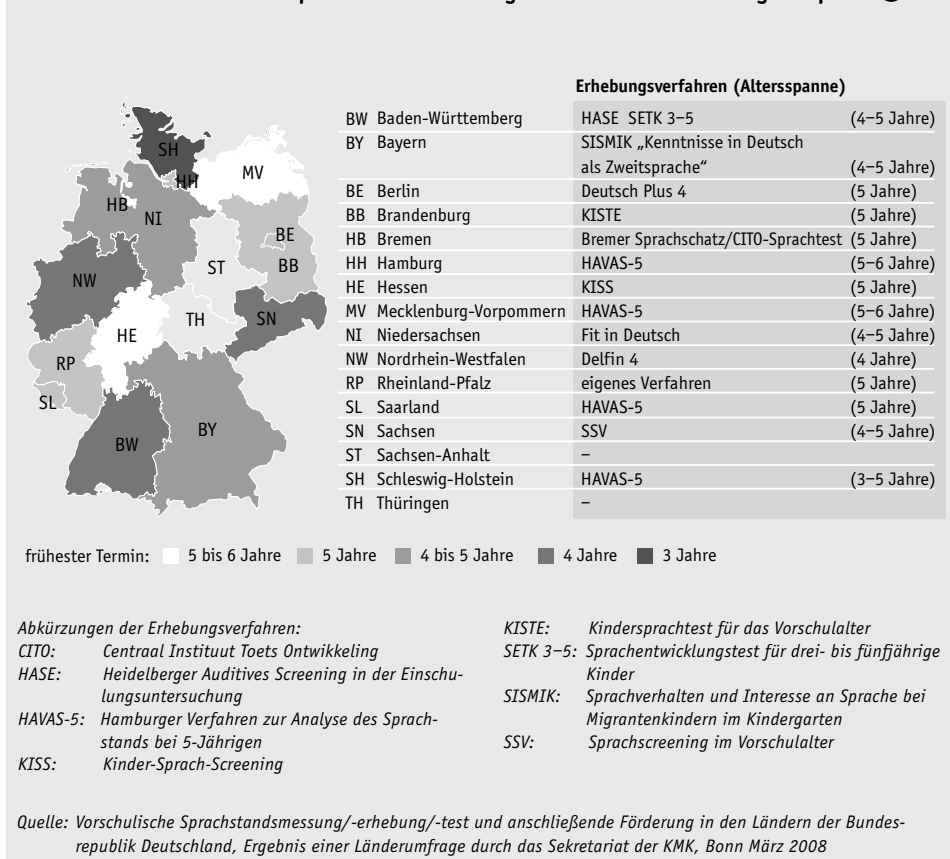 Erhebungsverfahren (Altersspanne)
BW Baden-Württemberg HASE SETK 3–5 (4–5 Jahre)
BY Bayern SISMIK „Kenntnisse in Deutsch
als Zweitsprache“ (4–5 Jahre)
BE Berlin Deutsch Plus 4 (5 Jahre)
BB Brandenburg KISTE (5 Jahre)
HB Bremen Bremer Sprachschatz/CITO-Sprachtest (5 Jahre)
HH Hamburg HAVAS-5 (5–6 Jahre)
HE Hessen KISS (5 Jahre)
MV Mecklenburg-Vorpommern HAVAS-5 (5–6 Jahre)
NI Niedersachsen Fit in Deutsch (4–5 Jahre)
NW Nordrhein-Westfalen Delfin 4 (4 Jahre)
RP Rheinland-Pfalz eigenes Verfahren (5 Jahre)
SL Saarland HAVAS-5 (5 Jahre)
SN Sachsen SSV (4–5 Jahre)
ST Sachsen-Anhalt –
SH Schleswig-Holstein HAVAS-5 (3–5 Jahre)
TH Thüringen –
SH
HH
MV
HB
NI
BE
ST
BB
NW
TH
SN
HE
RP
SL
BW
BY
frühester Termin: 5 bis 6 Jahre 5 Jahre 4 bis 5 Jahre 4 Jahre 3 Jahre
Abkürzungen der Erhebungsverfahren:
CITO: Centraal Instituut Toets Ontwikkeling
HASE: Heidelberger Auditives Screening in der Einschu-
lungsuntersuchung
HAVAS-5: Hamburger Verfahren zur Analyse des Sprach-
stands bei 5-Jährigen
KISS: Kinder-Sprach-Screening
KISTE: Kindersprachtest für das Vorschulalter
SETK 3–5: Sprachentwicklungstest für drei- bis fünfjährige
Kinder
SISMIK: Sprachverhalten und Interesse an Sprache bei
Migrantenkindern im Kindergarten
SSV: Sprachscreening im Vorschulalter
Quelle: Vorschulische Sprachstandsmessung/-erhebung/-test und anschließende Förderung in den Ländern der Bundes-
republik Deutschland, Ergebnis einer Länderumfrage durch das Sekretariat der KMK, Bonn März 2008